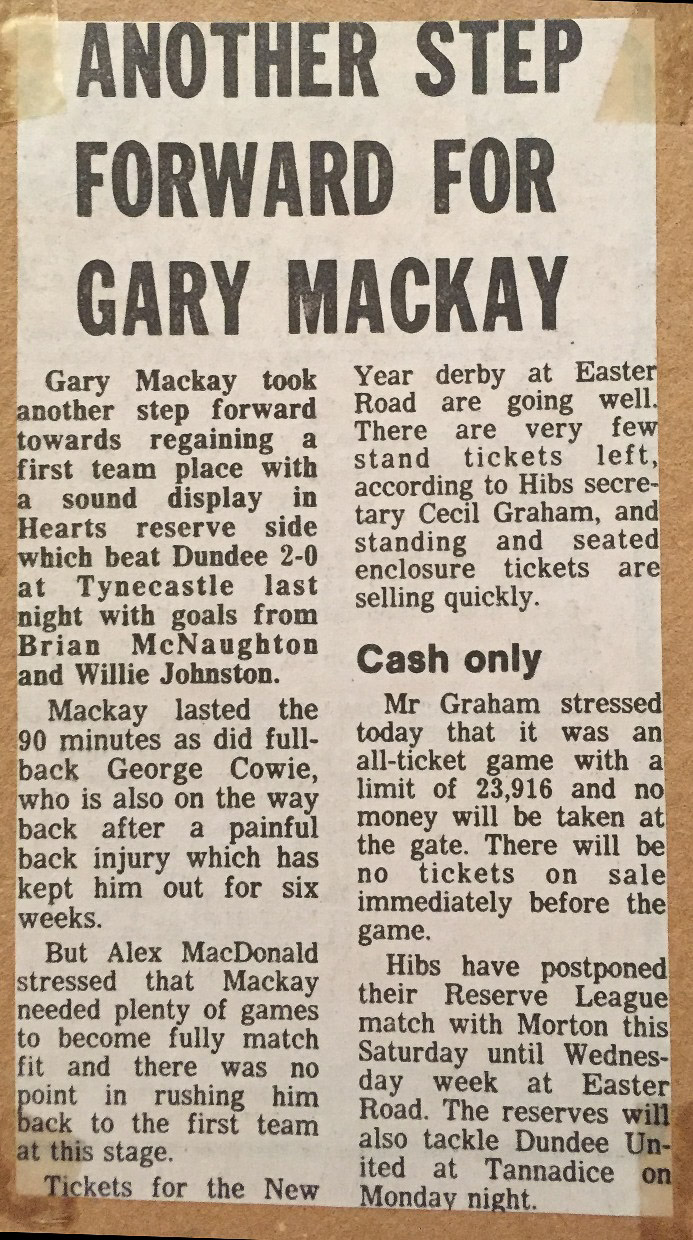 ANOTHER STEP
FORWARD FOR
GARY MACKAY
Gary Mackay took
another step forward
towards regaining a
first team place with
a sound display in
Hearts reserve side
which beat Dundee 2-0
at Tynecastle last
night with goals from
Brian McNaughton
and Willie Johnston.
Mackay lasted the
90 minutes as did full-
back George Cowie,
who is also on the way
back after a painful
back injury which has
kept him out for six
weeks.
But Alex MacDonald
stressed that Mackay
needed plenty of games
to become fully match
fit and there was no
point in rushing him
back to the first team
at this stage.
Tickets for the New
Year derby at Easter
Road are going well.
There are very few
stand tickets left,
according to Hibs secre-
tary Cecil Graham, and
standing and seated
enclosure tickets are
selling quickly.
Cash only
Mr Graham stressed
today that it was an
all-ticket game with a
limit of 23,916 and no
money will be taken at
the gate. There will be
no tickets on sale
immediately before the
game.
Hibs have postponed
their Reserve League
match with Morton this
Saturday until Wednes-
day week at Easter
Road. The reserves will
also tackle Dundee Un-
ited at Tannadice on
Monday night.